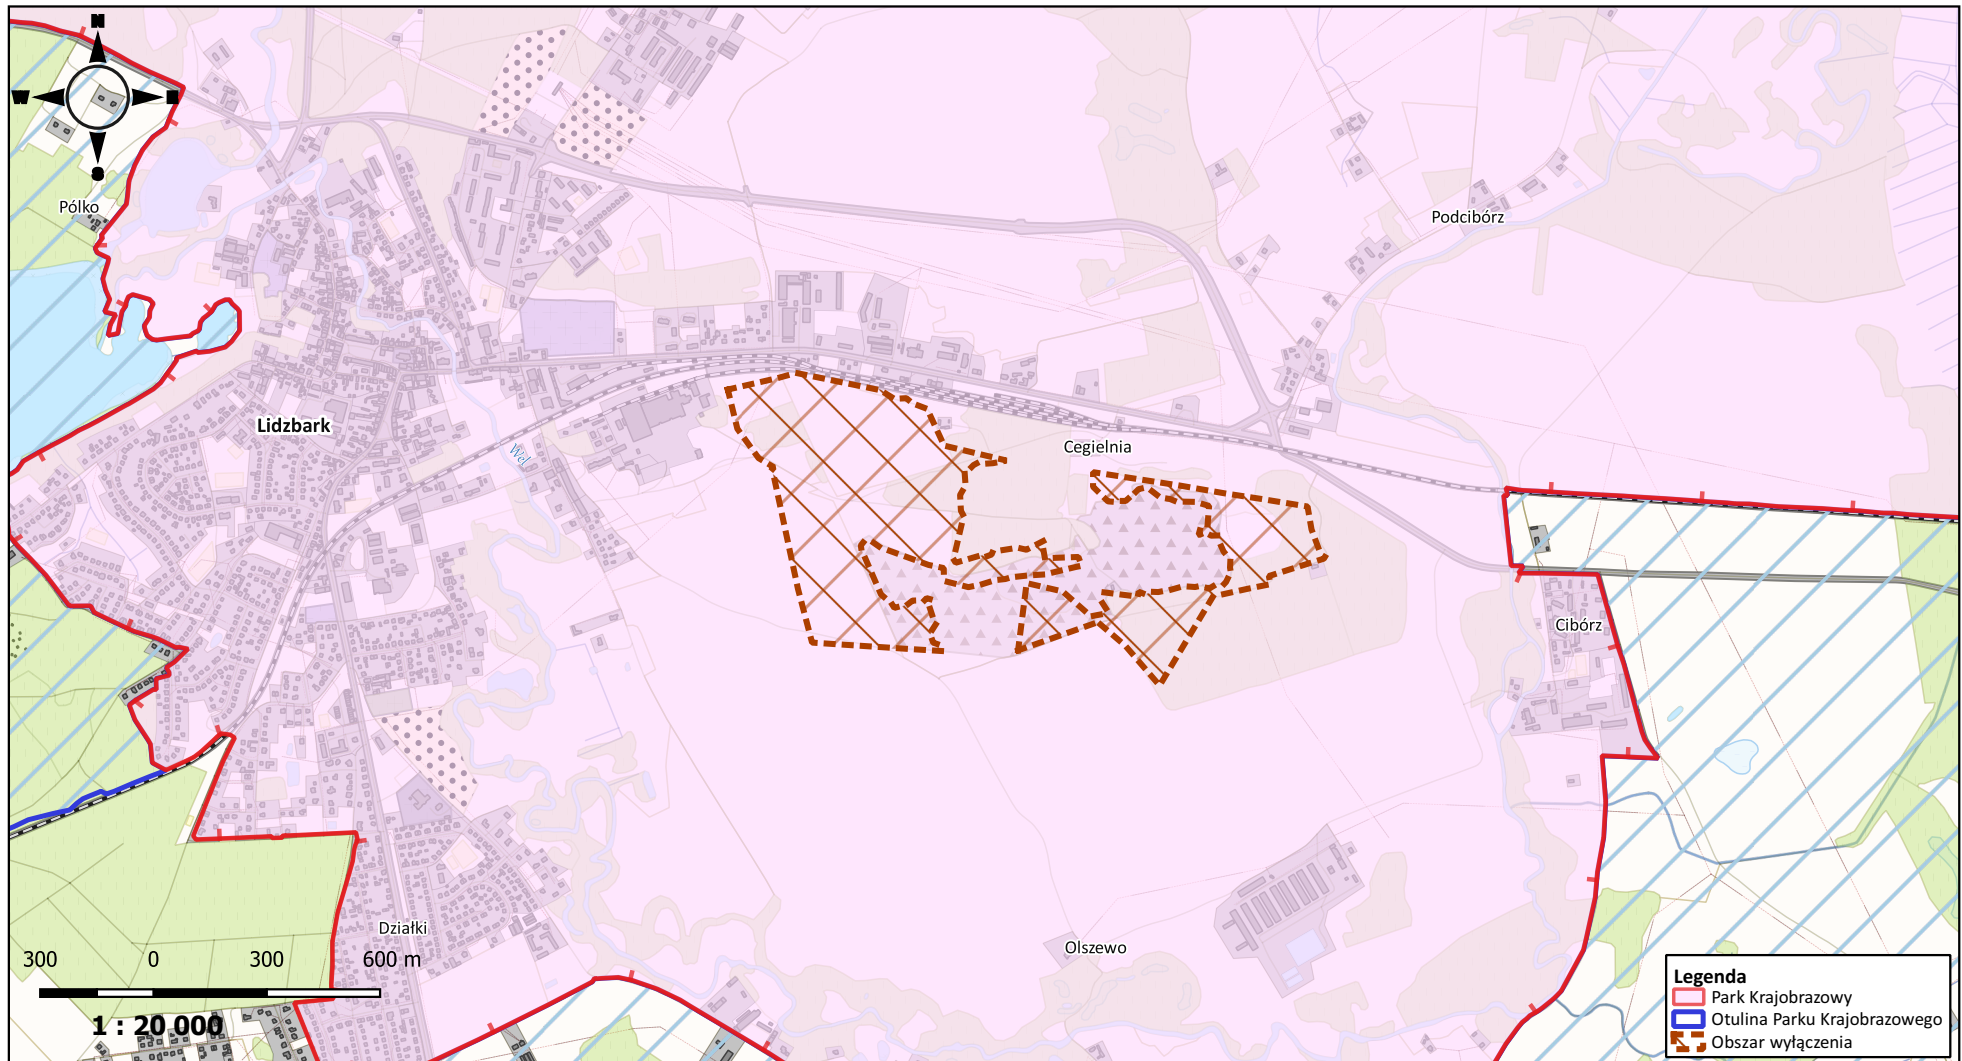 N
W
E
S
Pólko
Podcibórz
Lidzbark
Wel
Cegielnia
Cibórz
Działki
Olszewo
300 0 300 600 m
1 : 20 000
Legenda
Park Krajobrazowy
Otulina Parku Krajobrazowego
Obszar wyłączenia